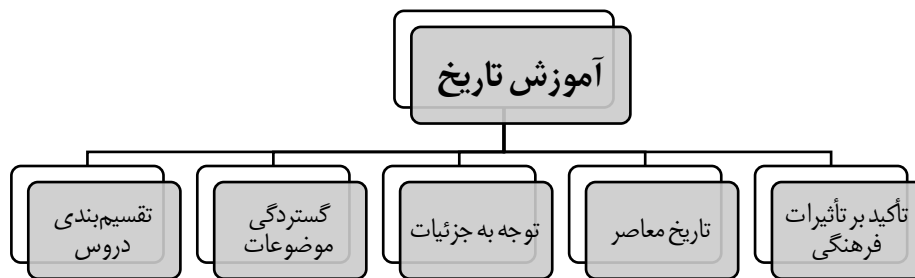 آموزش تاریخ
تأکید بر تأثیرات
فرهنگی
تاریخ معاصر
توجه به جزئیات
گستردگی
موضوعات
تقسیم‌بندی
دروس